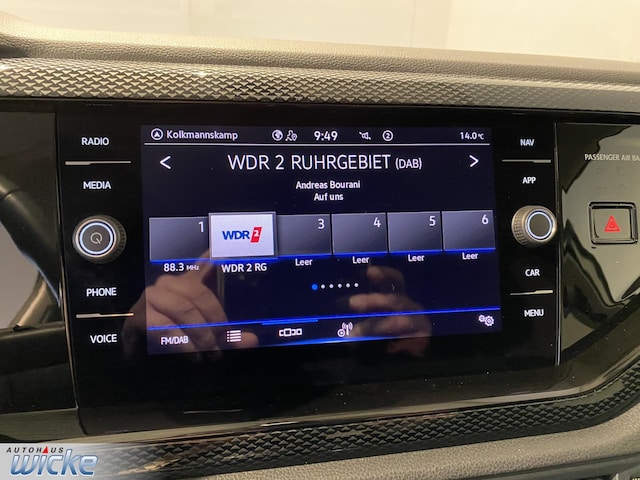 RADIO
MEDIA
PHONE
VOICE
Kolkmannskamp 9:49 2 14.0°C
< WDR 2 RUHRGEBIET (DAB) >
Andreas Bourani
Auf uns
1 WDR 2 3 4 5 6
88.3 MHz WDR 2 RG Leer Leer Leer Leer
FM/DAB
NAV
APP
CAR
MENU
PASSENGER AIR BA
AUTOHAUS
WICKE